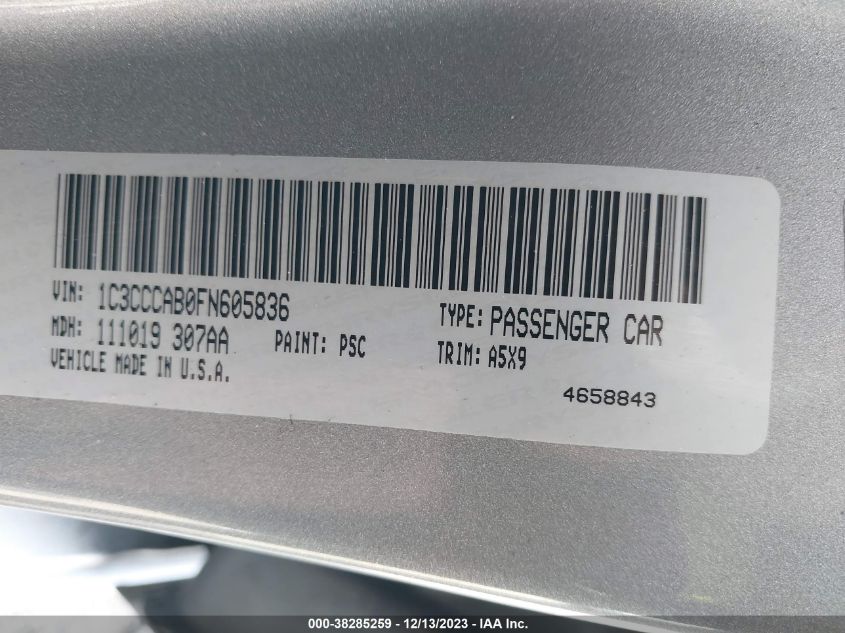 VIN: 1C3CCCAB0FN605836
MDH: 111019 307AA
PAINT: PSC
VEHICLE MADE IN U.S.A.
TYPE: PASSENGER CAR
TRIM: A5X9
4658843
000-38285259 - 12/13/2023 - IAA Inc.